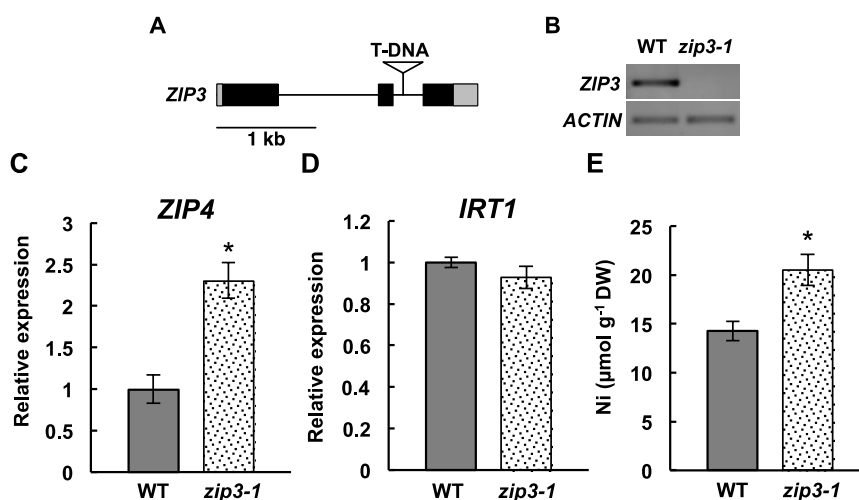 A
T-DNA
ZIP3
1 kb
B
WT zip3-1
ZIP3
ACTIN
C
ZIP4
Relative expression
3
2.5
2
1.5
1
0.5
0
*
WT zip3-1
D
IRT1
Relative expression
1.2
1
0.8
0.6
0.4
0.2
0
WT zip3-1
E
Ni (µmol g-1 DW)
25
20
15
10
5
0
*
WT zip3-1